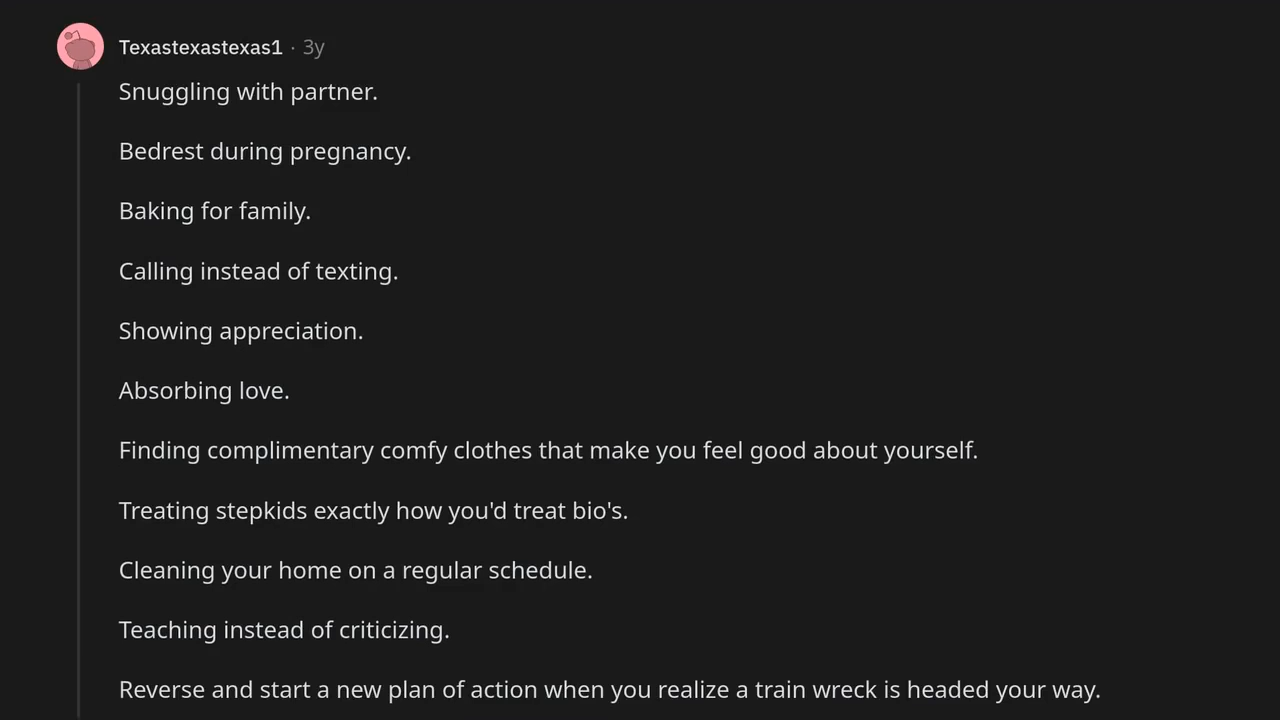 Texastexastexas1 · 3y
Snuggling with partner.
Bedrest during pregnancy.
Baking for family.
Calling instead of texting.
Showing appreciation.
Absorbing love.
Finding complimentary comfy clothes that make you feel good about yourself.
Treating stepkids exactly how you'd treat bio's.
Cleaning your home on a regular schedule.
Teaching instead of criticizing.
Reverse and start a new plan of action when you realize a train wreck is headed your way.